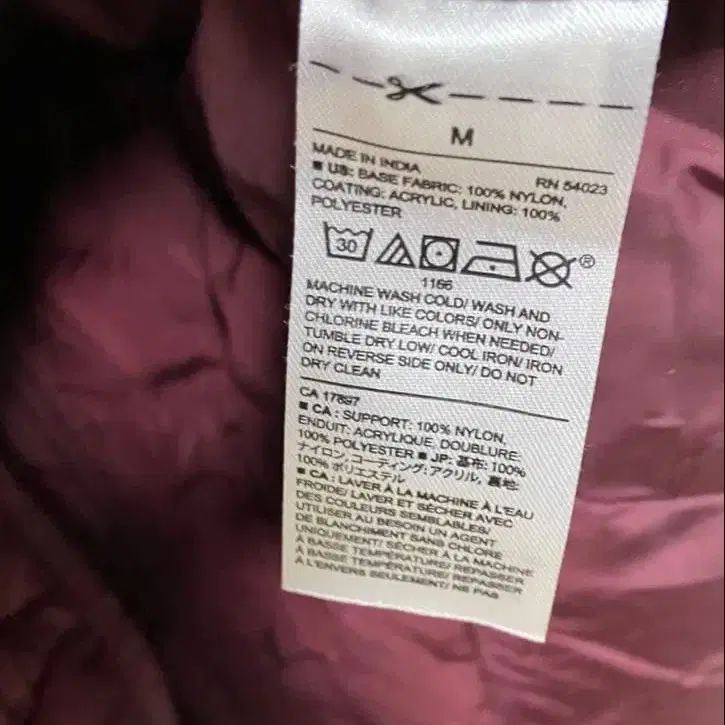 M
MADE IN INDIA RN 54023
■ US: BASE FABRIC: 100% NYLON,
COATING: ACRYLIC, LINING: 100%
POLYESTER
30
®
1166
MACHINE WASH COLD/ WASH AND
DRY WITH LIKE COLORS/ ONLY NON-
CHLORINE BLEACH WHEN NEEDED/
TUMBLE DRY LOW/ COOL IRON/ IRON
ON REVERSE SIDE ONLY/ DO NOT
DRY CLEAN
CA 17897
■ CA : SUPPORT: 100% NYLON,
ENDUIT: ACRYLIQUE, DOUBLURE:
100% POLYESTER ■ JP: 基布: 100%
ナイロン, コーティング: アクリル, 裏地:
100% ポリエステル
■ CA : LAVER À LA MACHINE À L'EAU
FROIDE/ LAVER ET SÉCHER AVEC
DES COULEURS SEMBLABLES/
UTILISER AU BESOIN UN AGENT
DE BLANCHIMENT SANS CHLORE
UNIQUEMENT/ SÉCHER À LA MACHINE
À BASSE TEMPÉRATURE/ REPASSER
À BASSE TEMPÉRATURE/ REPASSER
À L'ENVERS SEULEMENT/ NE PAS